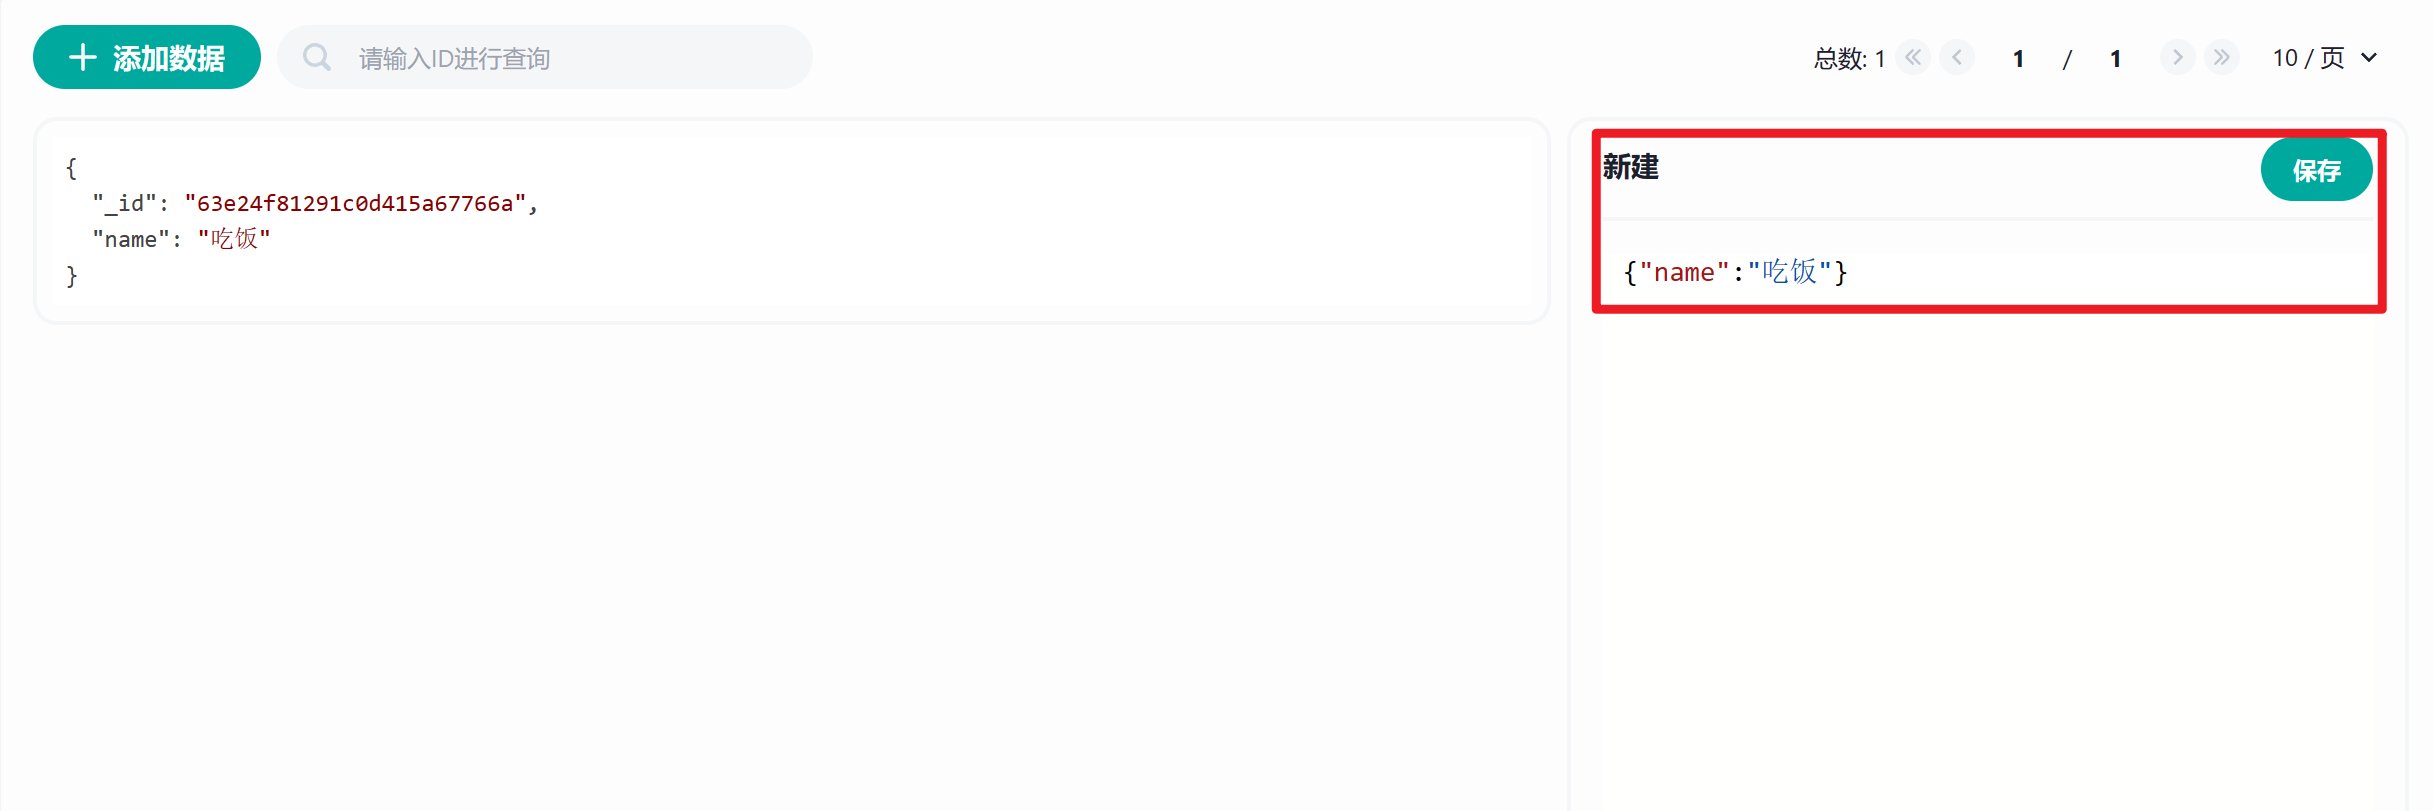 添加数据
请输入ID进行查询
总数: 1
1 / 1
10 / 页
{
"_id": "63e24f81291c0d415a67766a",
"name": "吃饭"
}
新建
保存
{"name":"吃饭"}